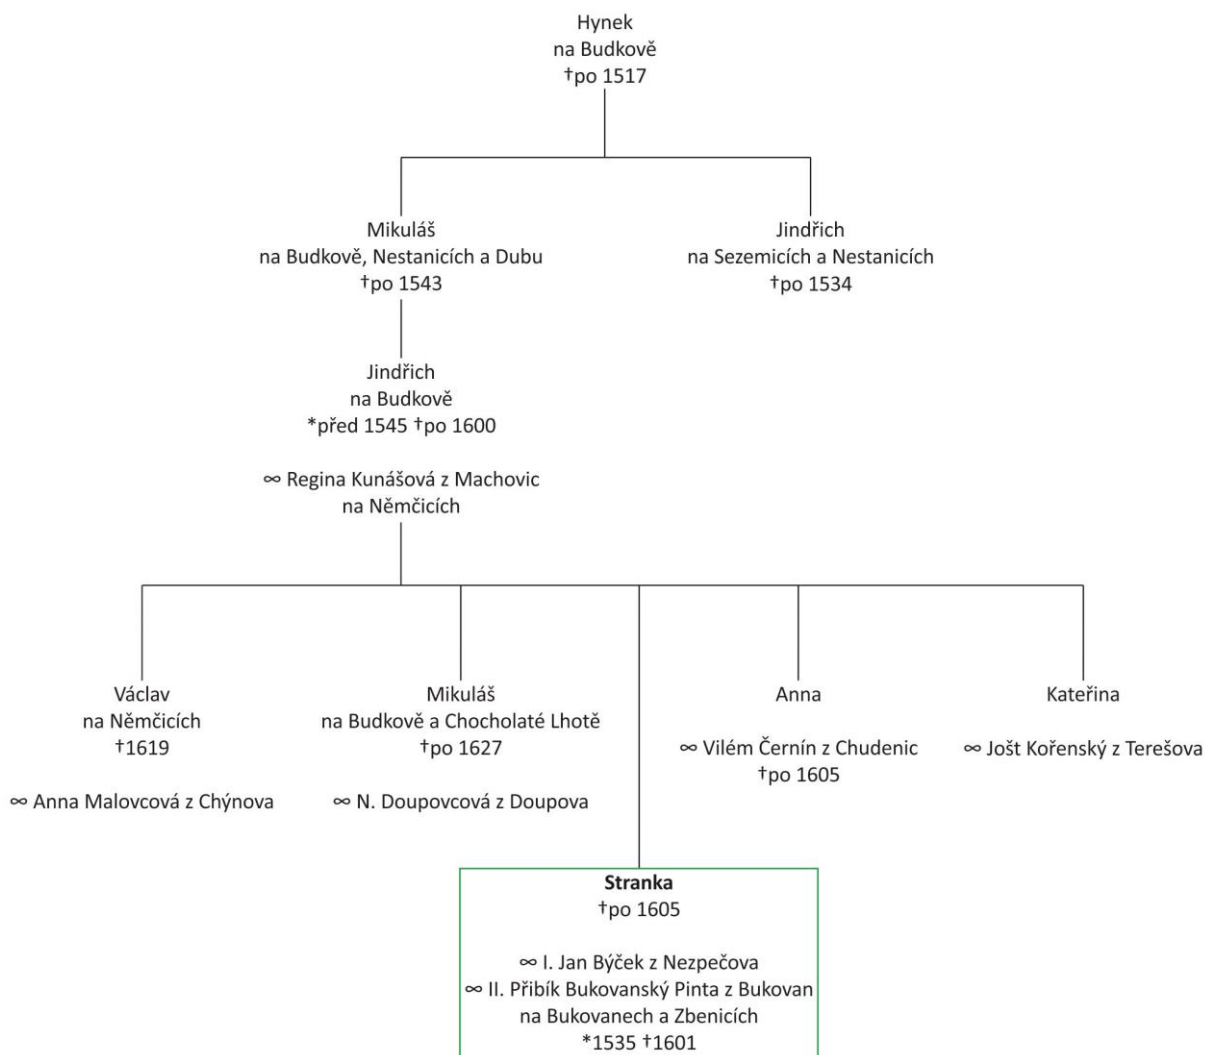 Hynek
na Budkově
†po 1517
Mikuláš
na Budkově, Nestanicích a Dubu
†po 1543
Jindřich
na Sezemicích a Nestanicích
†po 1534
Jindřich
na Budkově
*před 1545 †po 1600
∞ Regina Kunášová z Machovic
na Němčicích
Václav
na Němčicích
†1619
∞ Anna Malovcová z Chýnova
Mikuláš
na Budkově a Chocholaté Lhotě
†po 1627
∞ N. Doupovcová z Doupova
Anna
∞ Vilém Černín z Chudenic
†po 1605
Kateřina
∞ Jošt Kořenský z Terešova
Stranka
†po 1605
∞ I. Jan Býček z Nezpečova
∞ II. Přibík Bukovanský Pinta z Bukovan
na Bukovanech a Zbenicích
*1535 †1601